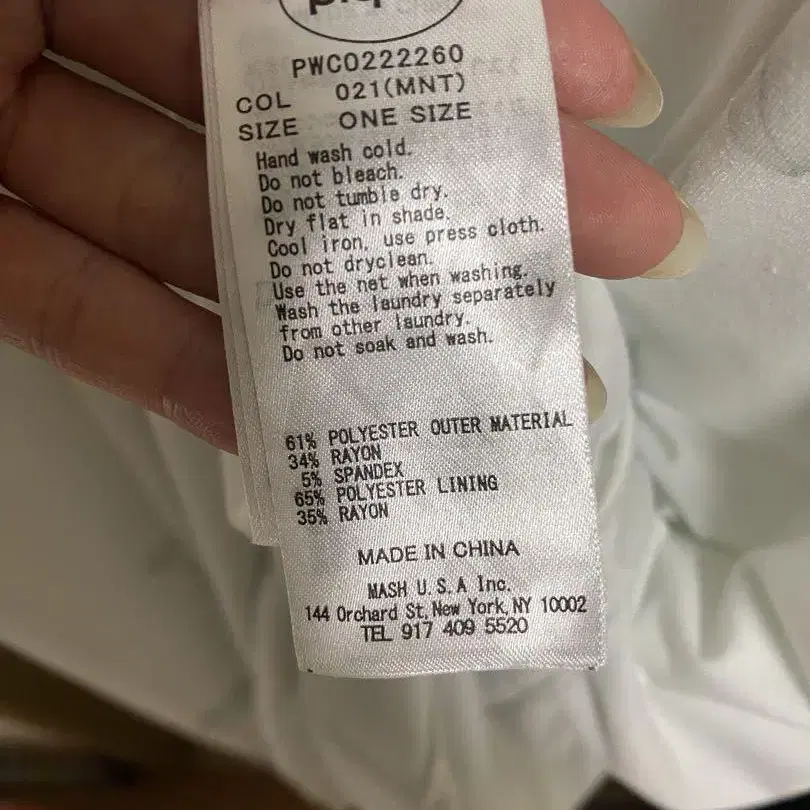 PWCO222260
COL 021(MNT)
SIZE ONE SIZE
Hand wash cold.
Do not bleach.
Do not tumble dry.
Dry flat in shade.
Cool iron, use press cloth.
Do not dryclean.
Use the net when washing.
Wash the laundry separately
from other laundry.
Do not soak and wash.
61% POLYESTER OUTER MATERIAL
34% RAYON
5% SPANDEX
65% POLYESTER LINING
35% RAYON
MADE IN CHINA
MASH U.S.A Inc.
144 Orchard St, New York, NY 10002
TEL 917 409 5520